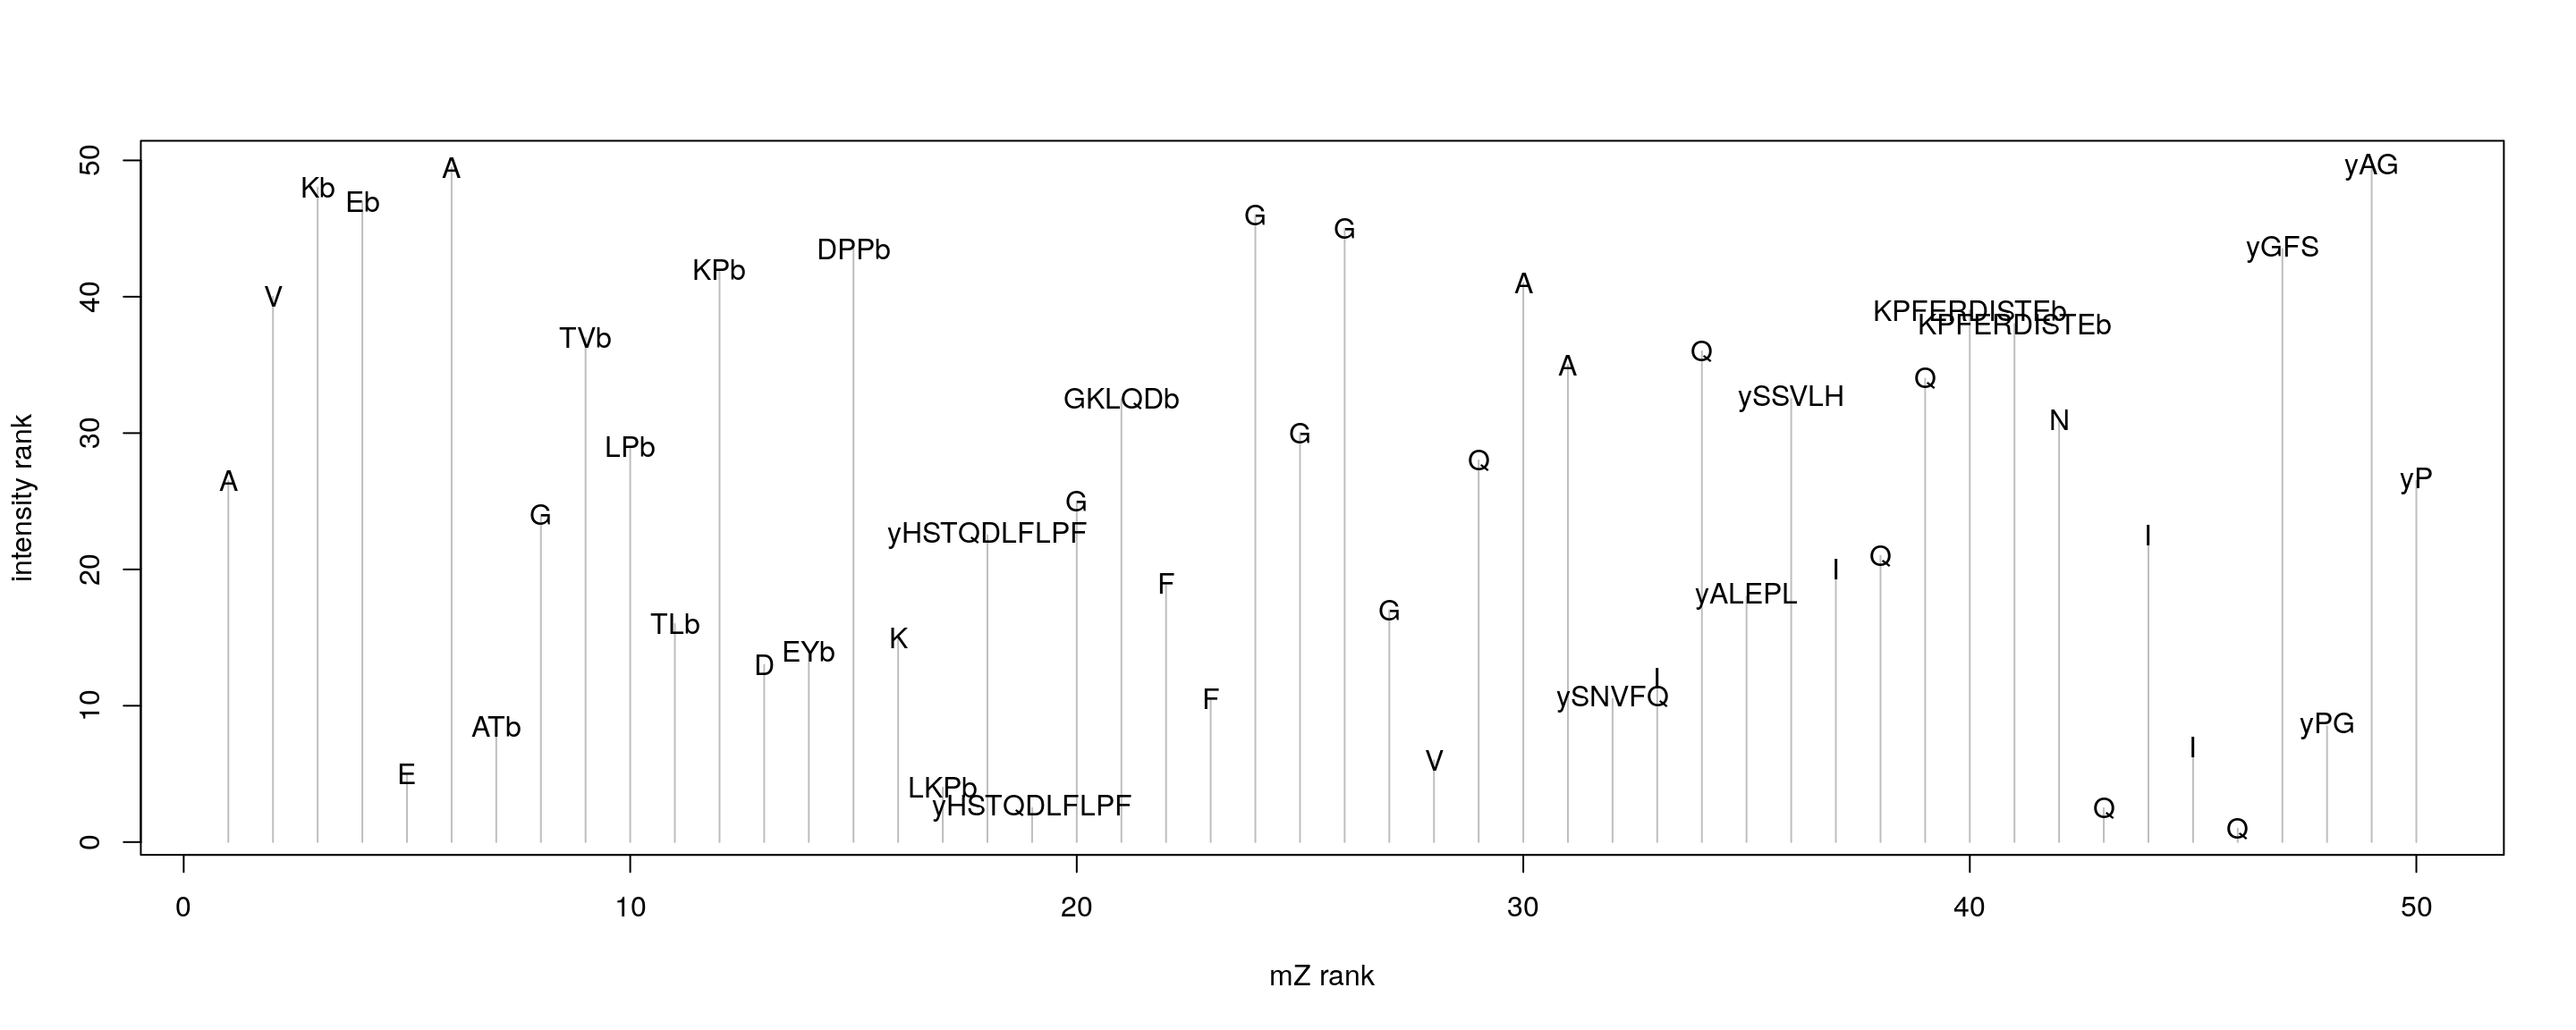 A
yAG
Kb
Eb
G
G
yGFS
DPPb
KPb
A
V
KPFERDISTEb
KPFERDISTEb
TVb
Q
A
Q
ySSVLH
GKLQDb
N
G
LPb
Q
A
yP
G
G
yHSTQDLFLPF
I
Q
I
F
yALEPL
G
TLb
K
EYb
D
I
F
ySNVFQ
ATb
yPG
I
V
E
LKPb
yHSTQDLFLPF
Q
Q
intensity rank
0 10 20 30 40 50
0 10 20 30 40 50
mZ rank